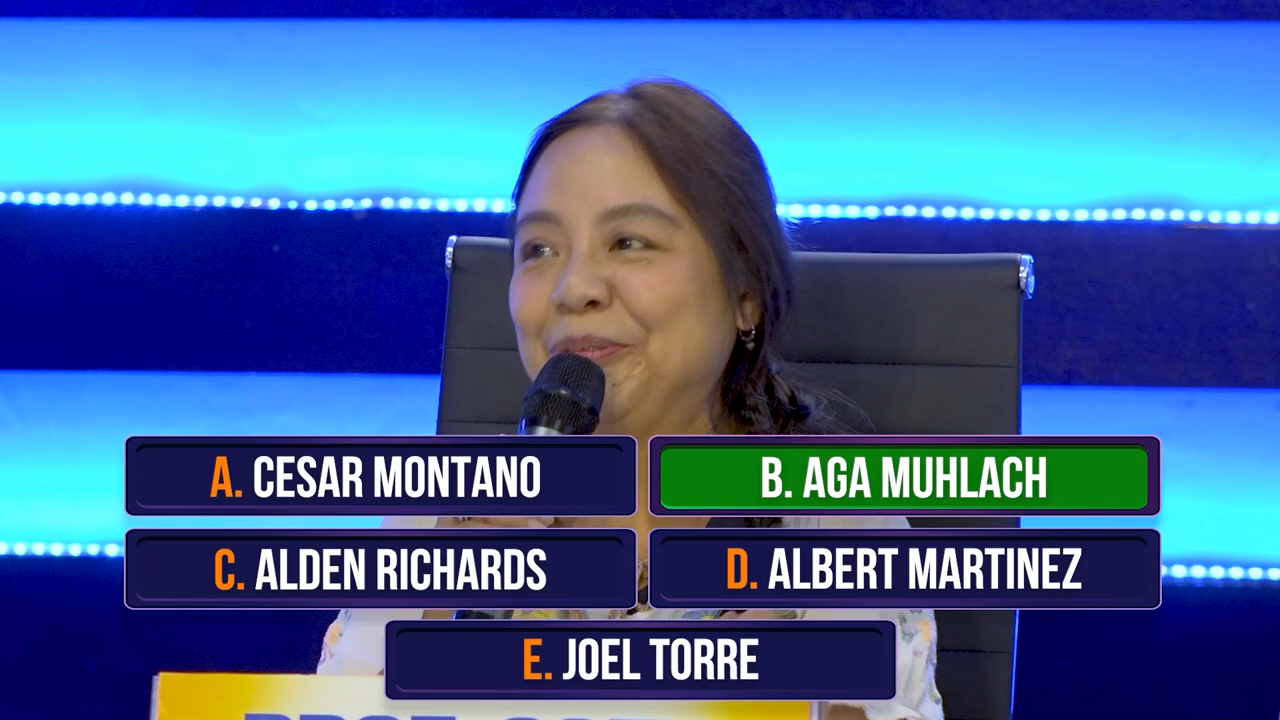 A. CESAR MONTANO
B. AGA MUHLACH
C. ALDEN RICHARDS
D. ALBERT MARTINEZ
E. JOEL TORRE